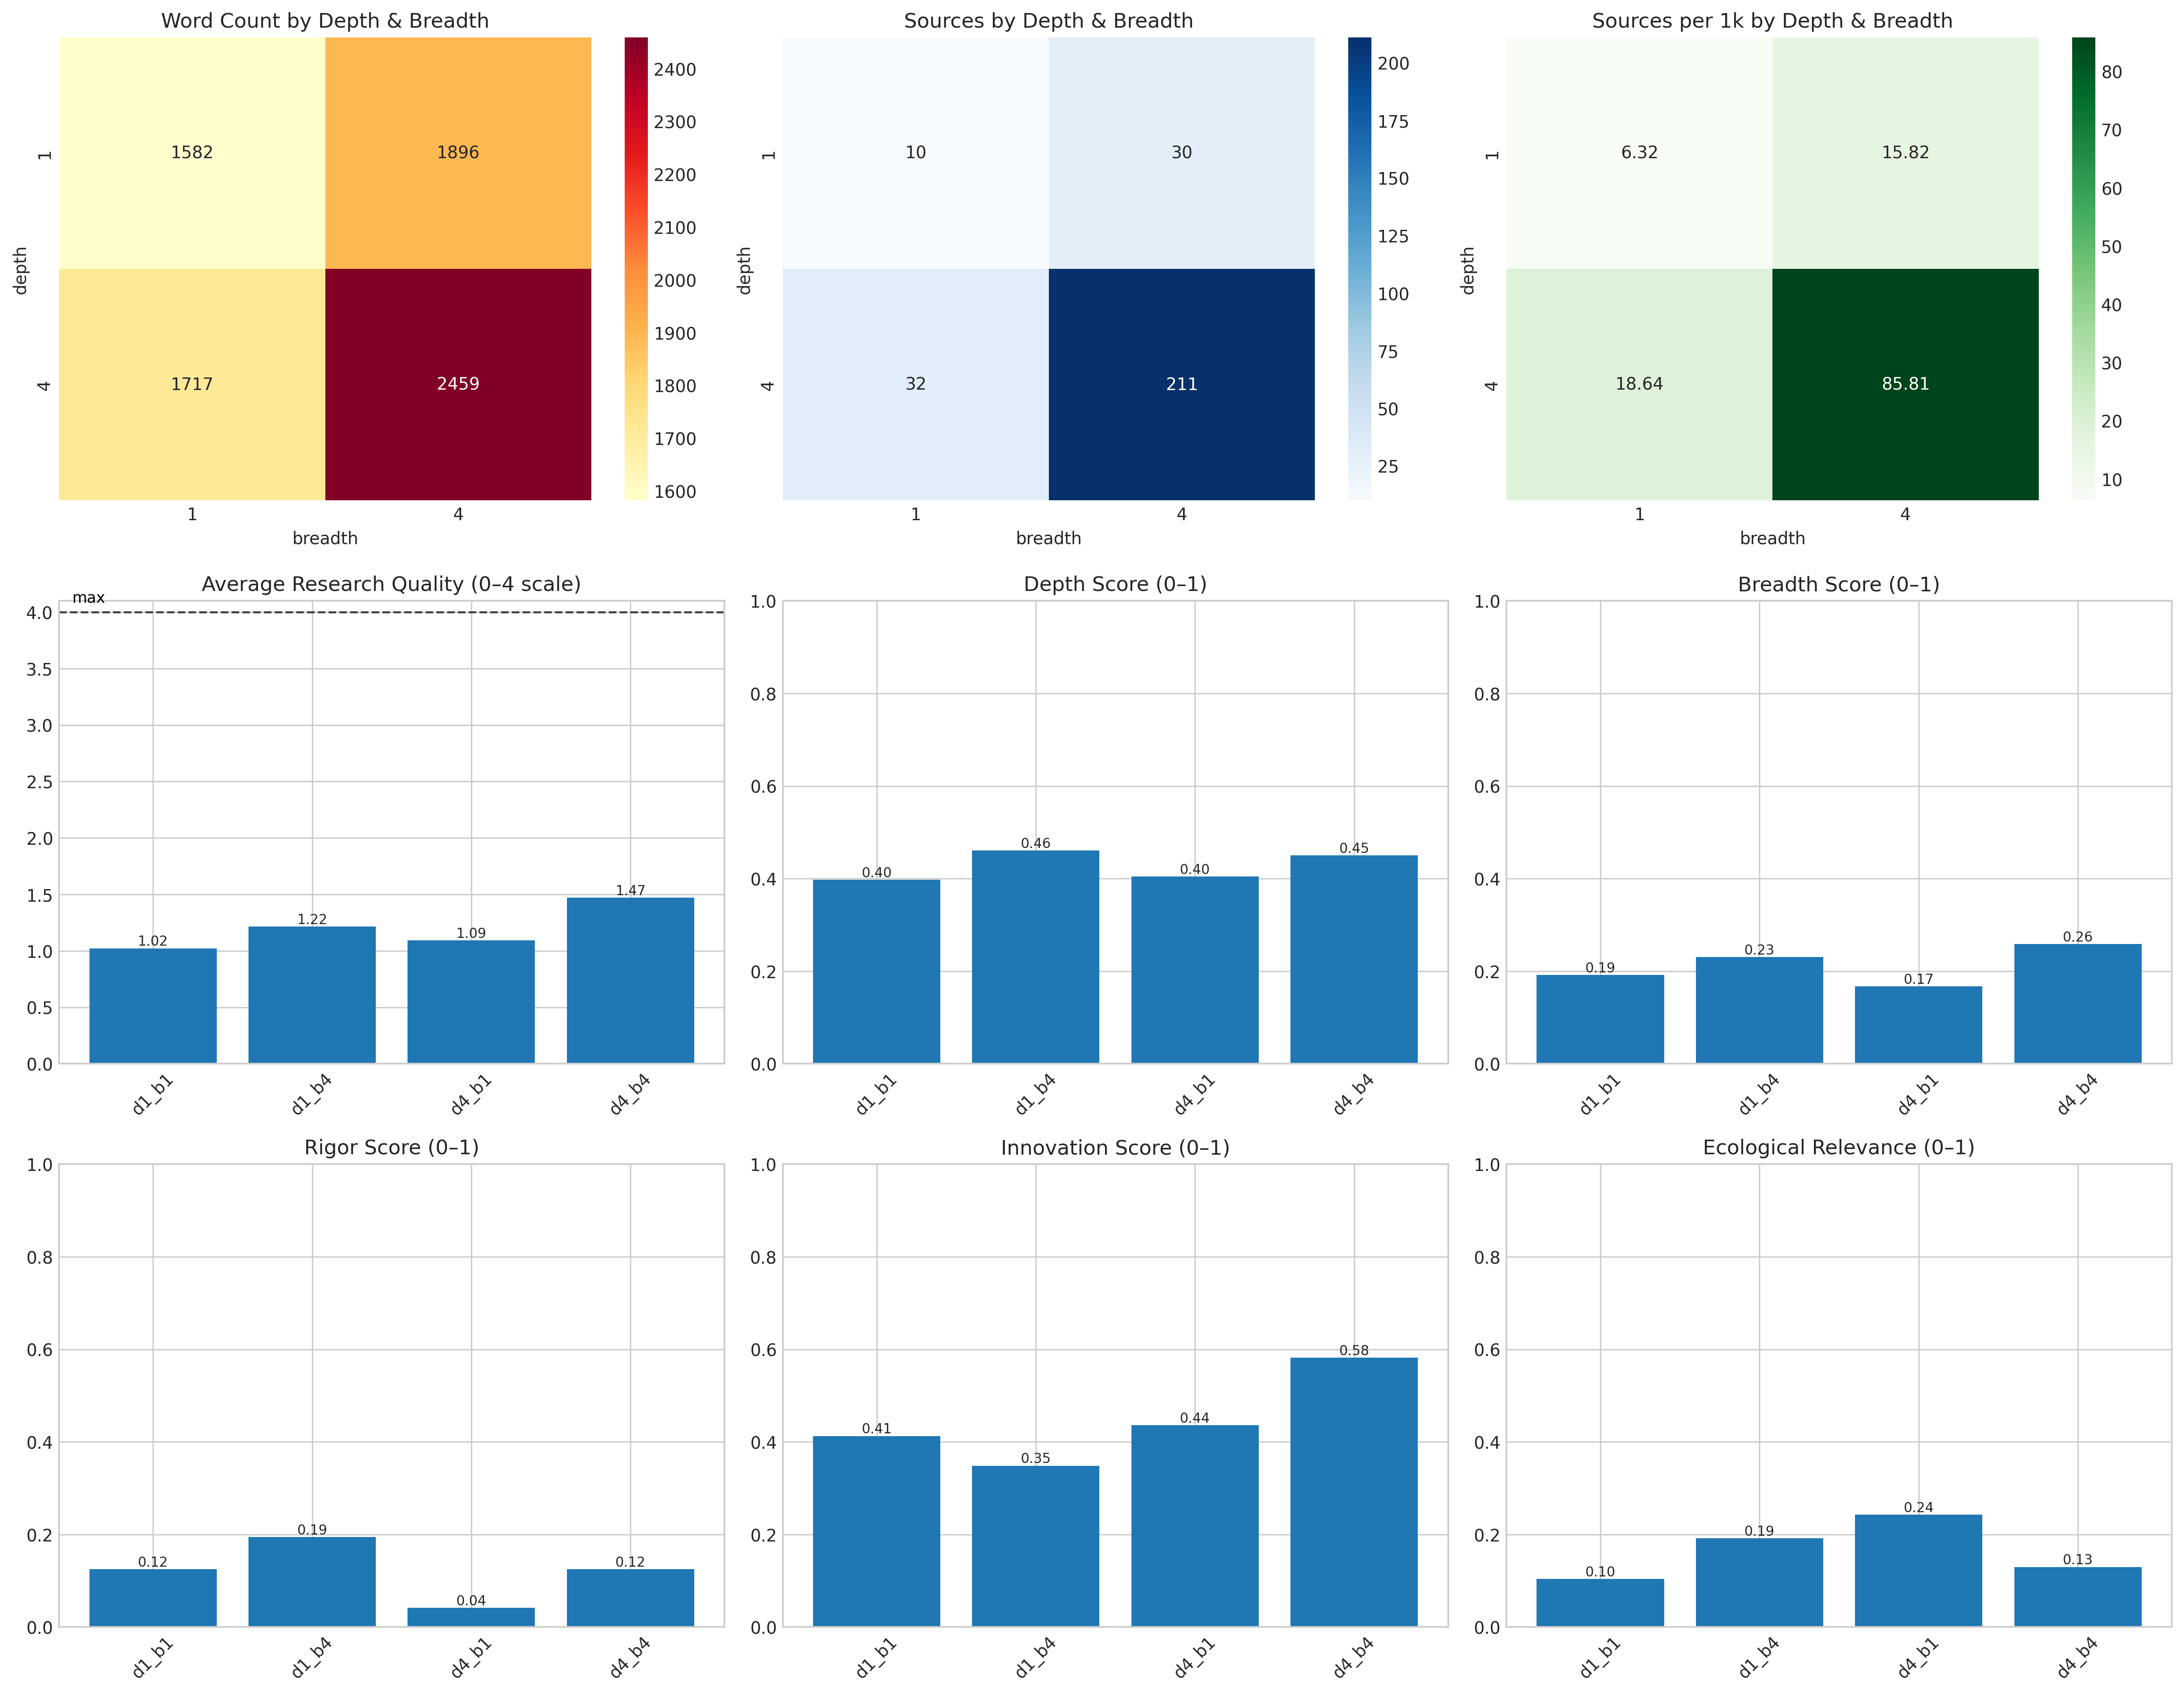 Word Count by Depth & Breadth
1582 1896
1717 2459
depth
1
4
1 4
breadth
2400
2300
2200
2100
2000
1900
1800
1700
1600
Sources by Depth & Breadth
10 30
32 211
depth
1
4
1 4
breadth
200
175
150
125
100
75
50
25
Sources per 1k by Depth & Breadth
6.32 15.82
18.64 85.81
depth
1
4
1 4
breadth
80
70
60
50
40
30
20
10
Average Research Quality (0–4 scale)
max
4.0
3.5
3.0
2.5
2.0
1.5
1.0
0.5
0.0
1.02 1.22 1.09 1.47
d1_b1 d1_b4 d4_b1 d4_b4
Depth Score (0–1)
1.0
0.8
0.6
0.4
0.2
0.0
0.40 0.46 0.40 0.45
d1_b1 d1_b4 d4_b1 d4_b4
Breadth Score (0–1)
1.0
0.8
0.6
0.4
0.2
0.0
0.19 0.23 0.17 0.26
d1_b1 d1_b4 d4_b1 d4_b4
Rigor Score (0–1)
1.0
0.8
0.6
0.4
0.2
0.0
0.12 0.19 0.04 0.12
d1_b1 d1_b4 d4_b1 d4_b4
Innovation Score (0–1)
1.0
0.8
0.6
0.4
0.2
0.0
0.41 0.35 0.44 0.58
d1_b1 d1_b4 d4_b1 d4_b4
Ecological Relevance (0–1)
1.0
0.8
0.6
0.4
0.2
0.0
0.10 0.19 0.24 0.13
d1_b1 d1_b4 d4_b1 d4_b4